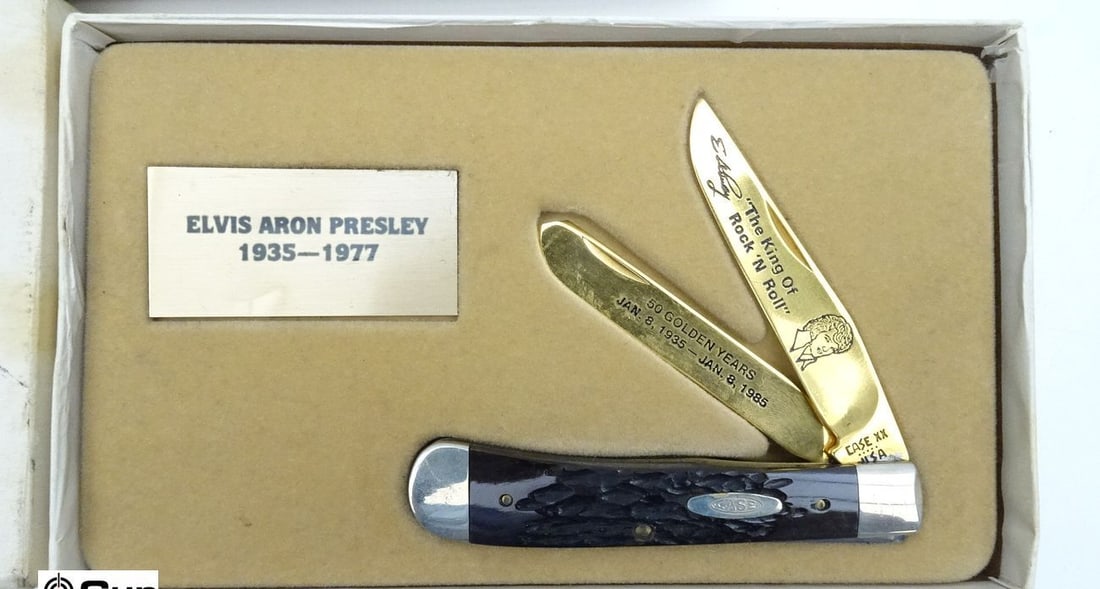 ELVIS ARON PRESLEY
1935—1977
"The King Of
Rock 'N Roll"
50 GOLDEN YEARS
JAN. 8, 1935 — JAN. 8, 1985
CASE XX
USA
CASE